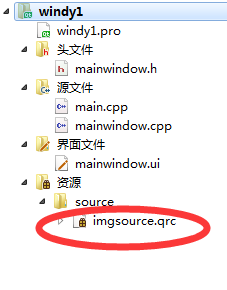 windy1
windy1.pro
头文件
mainwindow.h
源文件
main.cpp
mainwindow.cpp
界面文件
mainwindow.ui
资源
source
imgsource.qrc